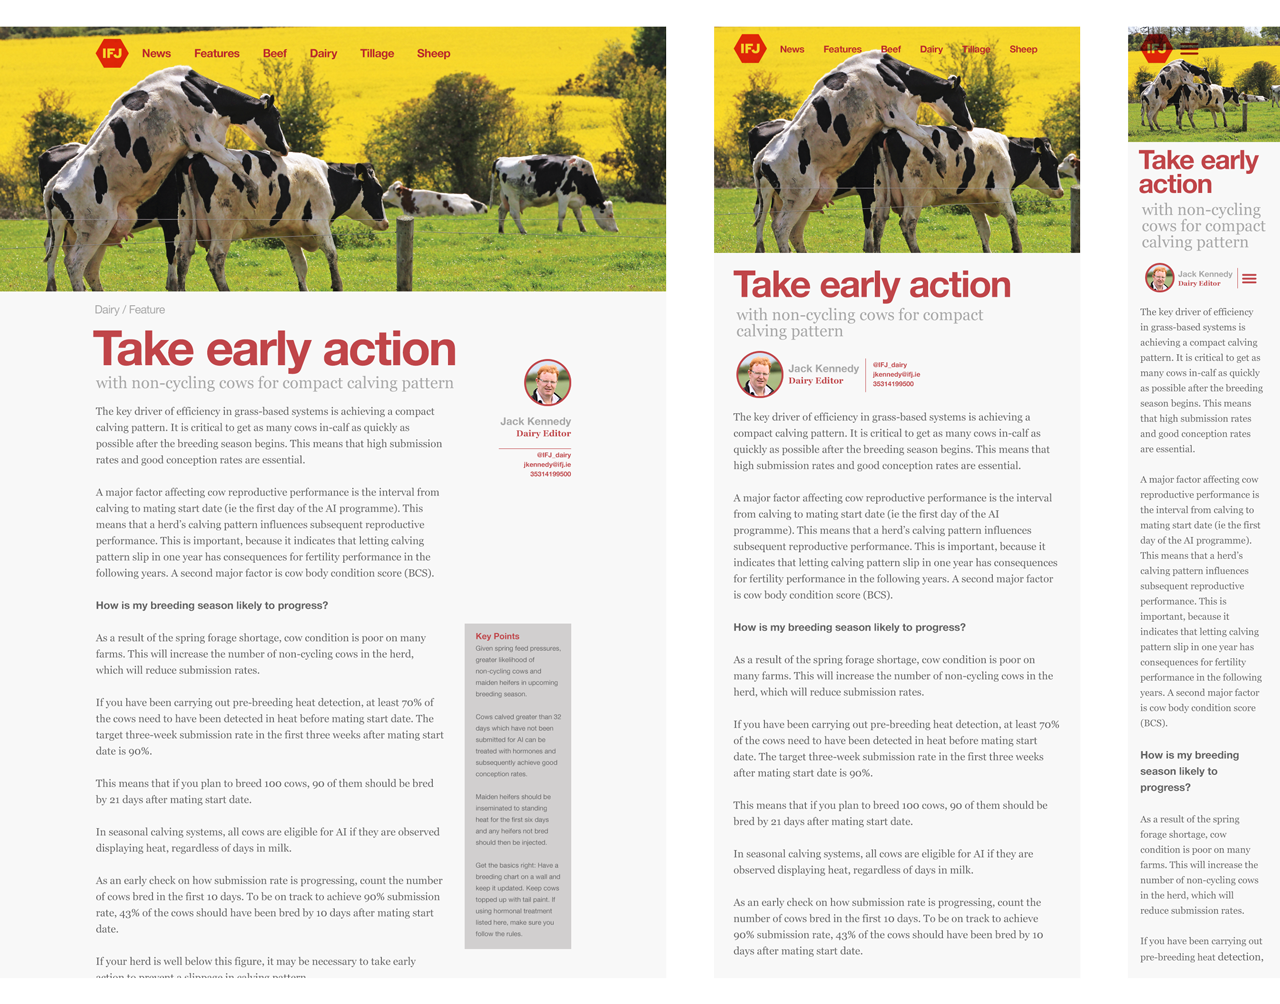 IFJ
News
Features
Beef
Dairy
Tillage
Sheep
Dairy / Feature
Take early action
with non-cycling cows for compact calving pattern
The key driver of efficiency in grass-based systems is achieving a compact
calving pattern. It is critical to get as many cows in-calf as quickly as
possible after the breeding season begins. This means that high submission
rates and good conception rates are essential.
A major factor affecting cow reproductive performance is the interval from
calving to mating start date (ie the first day of the AI programme). This
means that a herd’s calving pattern influences subsequent reproductive
performance. This is important, because it indicates that letting calving
pattern slip in one year has consequences for fertility performance in the
following years. A second major factor is cow body condition score (BCS).
How is my breeding season likely to progress?
As a result of the spring forage shortage, cow condition is poor on many
farms. This will increase the number of non-cycling cows in the herd,
which will reduce submission rates.
If you have been carrying out pre-breeding heat detection, at least 70% of
the cows need to have been detected in heat before mating start date. The
target three-week submission rate in the first three weeks after mating start
date is 90%.
This means that if you plan to breed 100 cows, 90 of them should be bred
by 21 days after mating start date.
In seasonal calving systems, all cows are eligible for AI if they are observed
displaying heat, regardless of days in milk.
As an early check on how submission rate is progressing, count the number
of cows bred in the first 10 days. To be on track to achieve 90% submission
rate, 43% of the cows should have been bred by 10 days after mating start
date.
If your herd is well below this figure, it may be necessary to take early
action to prevent a slippage in calving pattern.
Jack Kennedy
Dairy Editor
@IFJ_dairy
jkennedy@ifj.ie
35314199500
Key Points
Given spring feed pressures,
greater likelihood of
non-cycling cows and
maiden heifers in upcoming
breeding season.
Cows calved greater than 32
days which have not been
submitted for AI can be
treated with hormones and
subsequently achieve good
conception rates.
Maiden heifers should be
inseminated to standing
heat for the first six days
and any heifers not bred
should then be injected.
Get the basics right: Have a
breeding chart on a wall and
keep it updated. Keep cows
topped up with tail paint. If
using hormonal treatment
listed here, make sure you
follow the rules.
IFJ
News
Features
Beef
Dairy
Tillage
Sheep
Take early action
with non-cycling cows for compact
calving pattern
Jack Kennedy
Dairy Editor
@IFJ_dairy
jkennedy@ifj.ie
35314199500
The key driver of efficiency in grass-based systems is achieving a
compact calving pattern. It is critical to get as many cows in-calf as
quickly as possible after the breeding season begins. This means that
high submission rates and good conception rates are essential.
A major factor affecting cow reproductive performance is the interval
from calving to mating start date (ie the first day of the AI
programme). This means that a herd’s calving pattern influences
subsequent reproductive performance. This is important, because it
indicates that letting calving pattern slip in one year has consequences
for fertility performance in the following years. A second major factor
is cow body condition score (BCS).
How is my breeding season likely to progress?
As a result of the spring forage shortage, cow condition is poor on
many farms. This will increase the number of non-cycling cows in the
herd, which will reduce submission rates.
If you have been carrying out pre-breeding heat detection, at least 70%
of the cows need to have been detected in heat before mating start
date. The target three-week submission rate in the first three weeks
after mating start date is 90%.
This means that if you plan to breed 100 cows, 90 of them should be
bred by 21 days after mating start date.
In seasonal calving systems, all cows are eligible for AI if they are
observed displaying heat, regardless of days in milk.
As an early check on how submission rate is progressing, count the
number of cows bred in the first 10 days. To be on track to achieve
90% submission rate, 43% of the cows should have been bred by 10
days after mating start date.
IFJ
Take early
action
with non-cycling
cows for compact
calving pattern
Jack Kennedy
Dairy Editor
The key driver of efficiency
in grass-based systems is
achieving a compact calving
pattern. It is critical to get as
many cows in-calf as quickly
as possible after the breeding
season begins. This means
that high submission rates
and good conception rates
are essential.
A major factor affecting cow
reproductive performance is
the interval from calving to
mating start date (ie the first
day of the AI programme).
This means that a herd’s
calving pattern influences
subsequent reproductive
performance. This is
important, because it
indicates that letting calving
pattern slip in one year has
consequences for fertility
performance in the following
years. A second major factor
is cow body condition score
(BCS).
How is my breeding
season likely to
progress?
As a result of the spring
forage shortage, cow
condition is poor on many
farms. This will increase the
number of non-cycling cows
in the herd, which will
reduce submission rates.
If you have been carrying out
pre-breeding heat detection,